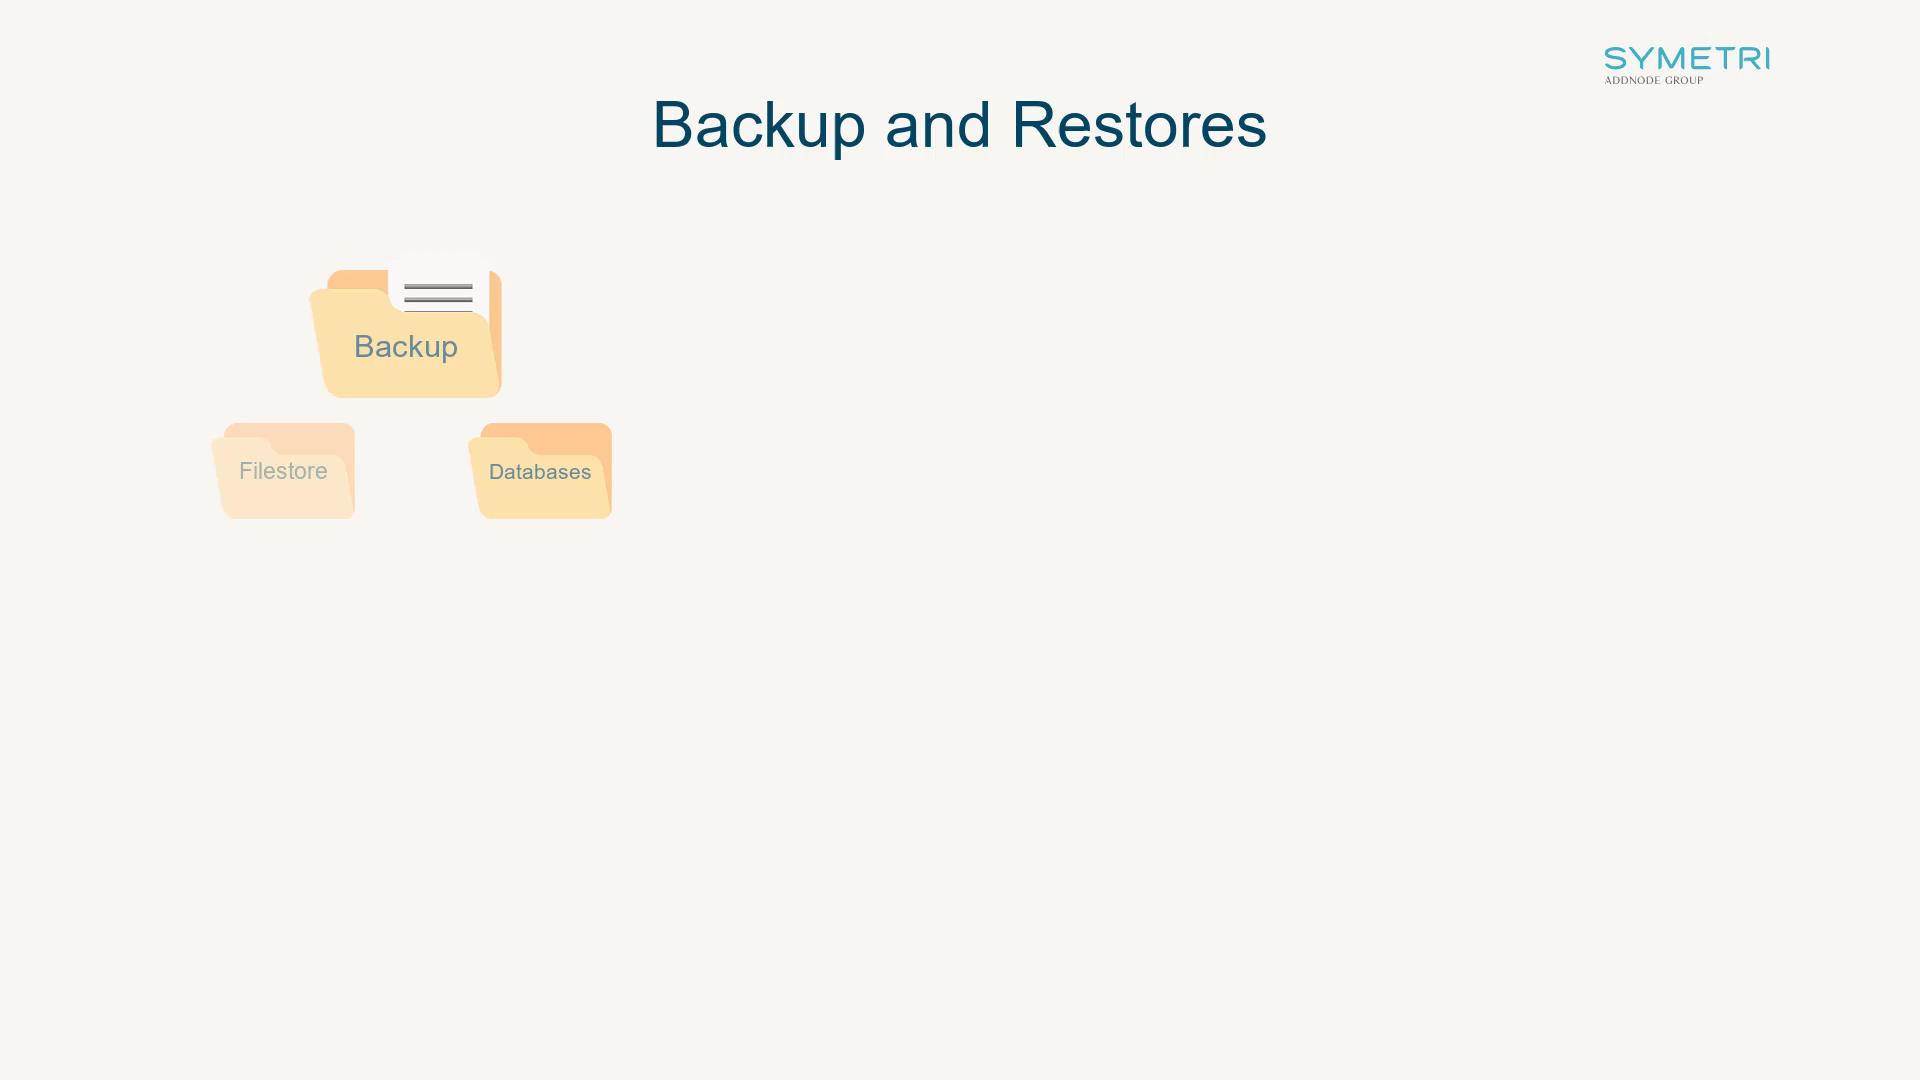 SYMETRI
ADDNODE GROUP
Backup and Restores
Backup
Filestore
Databases